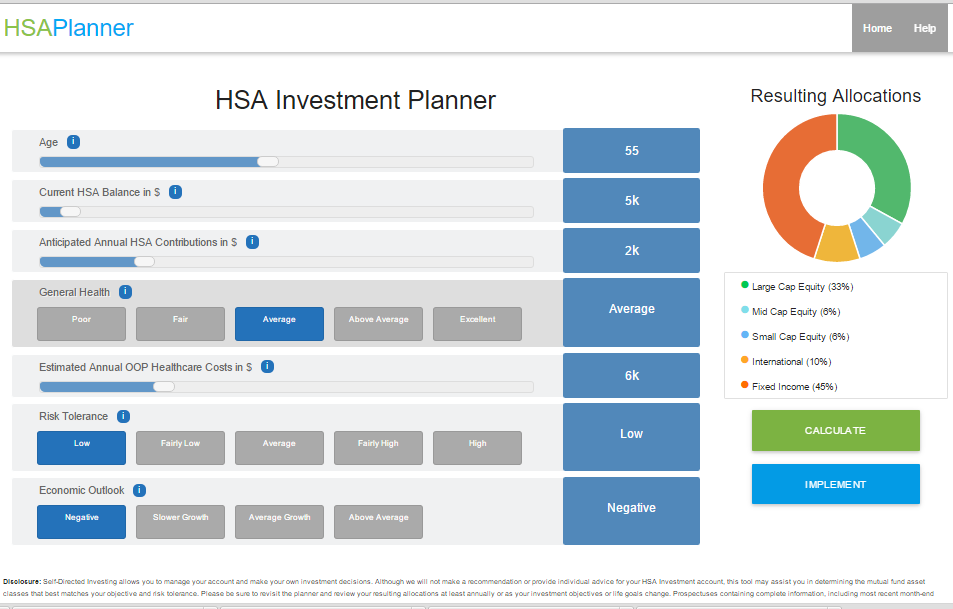 HSAPlanner
Home Help
HSA Investment Planner
Age i
55
Current HSA Balance in $ i
5k
Anticipated Annual HSA Contributions in $ i
2k
General Health i
Poor Fair Average Above Average Excellent
Average
Estimated Annual OOP Healthcare Costs in $ i
6k
Risk Tolerance i
Low Fairly Low Average Fairly High High
Low
Economic Outlook i
Negative Slower Growth Average Growth Above Average
Negative
Resulting Allocations
Large Cap Equity (33%)
Mid Cap Equity (6%)
Small Cap Equity (6%)
International (10%)
Fixed Income (45%)
CALCULATE
IMPLEMENT
Disclosure: Self-Directed Investing allows you to manage your account and make your own investment decisions. Although we will not make a recommendation or provide individual advice for your HSA Investment account, this tool may assist you in determining the mutual fund asset
classes that best matches your objective and risk tolerance. Please be sure to revisit the planner and review your resulting allocations at least annually or as your investment objectives or life goals change. Prospectuses containing complete information, including most recent month-end